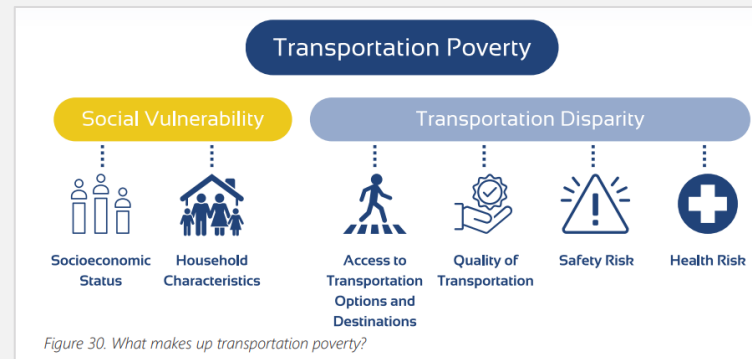 Transportation Poverty
Social Vulnerability
Transportation Disparity
Socioeconomic
Status
Household
Characteristics
Access to
Transportation
Options and
Destinations
Quality of
Transportation
Safety Risk
Health Risk
Figure 30. What makes up transportation poverty?